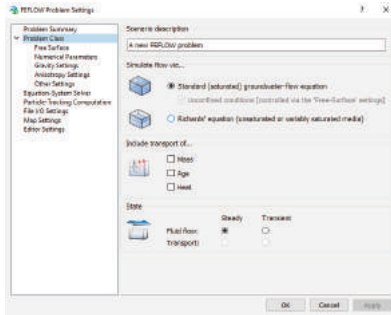 FEFLOW Problem Settings
Problem Summary
Problem Class
Free Surface
Numerical Parameters
Gravity Settings
Anisotropy Settings
Other Settings
Equation-System Solver
Particle-Tracking Computation
File I/O Settings
Map Settings
Editor Settings
Scenario description
A new FEFLOW problem
Simulate flow via...
Standard (saturated) groundwater-flow equation
Unconfined conditions (controlled via the 'Free-Surface' settings)
Richards' equation (unsaturated or variably saturated media)
Include transport of...
Mass
Age
Heat
State
Steady Transient
Fluid flow:
Transport:
OK Cancel Apply